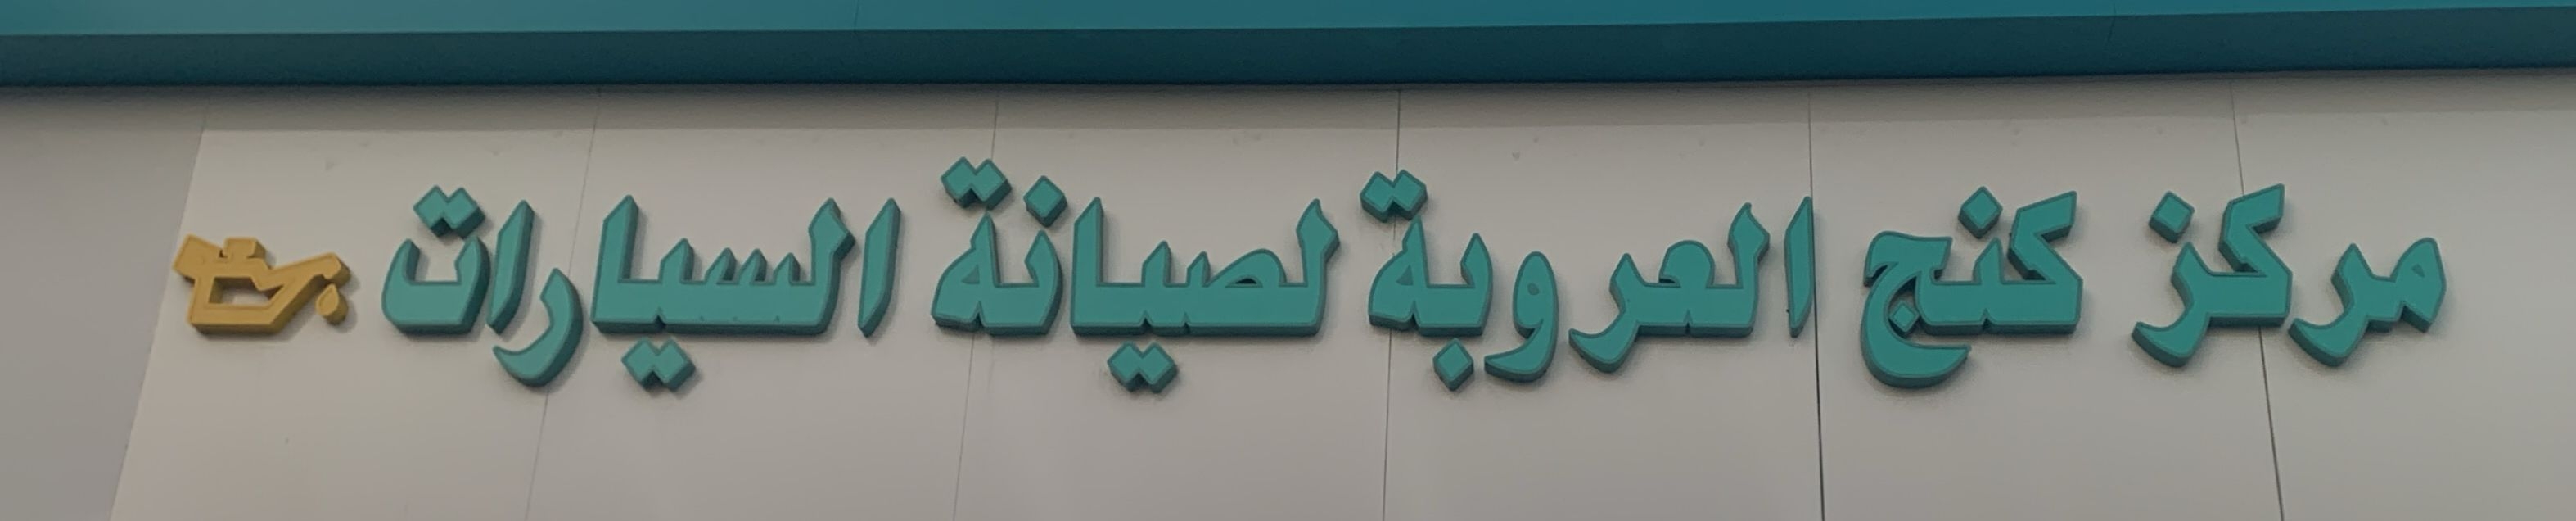 مركز كنج العروبة لصيانة السيارات